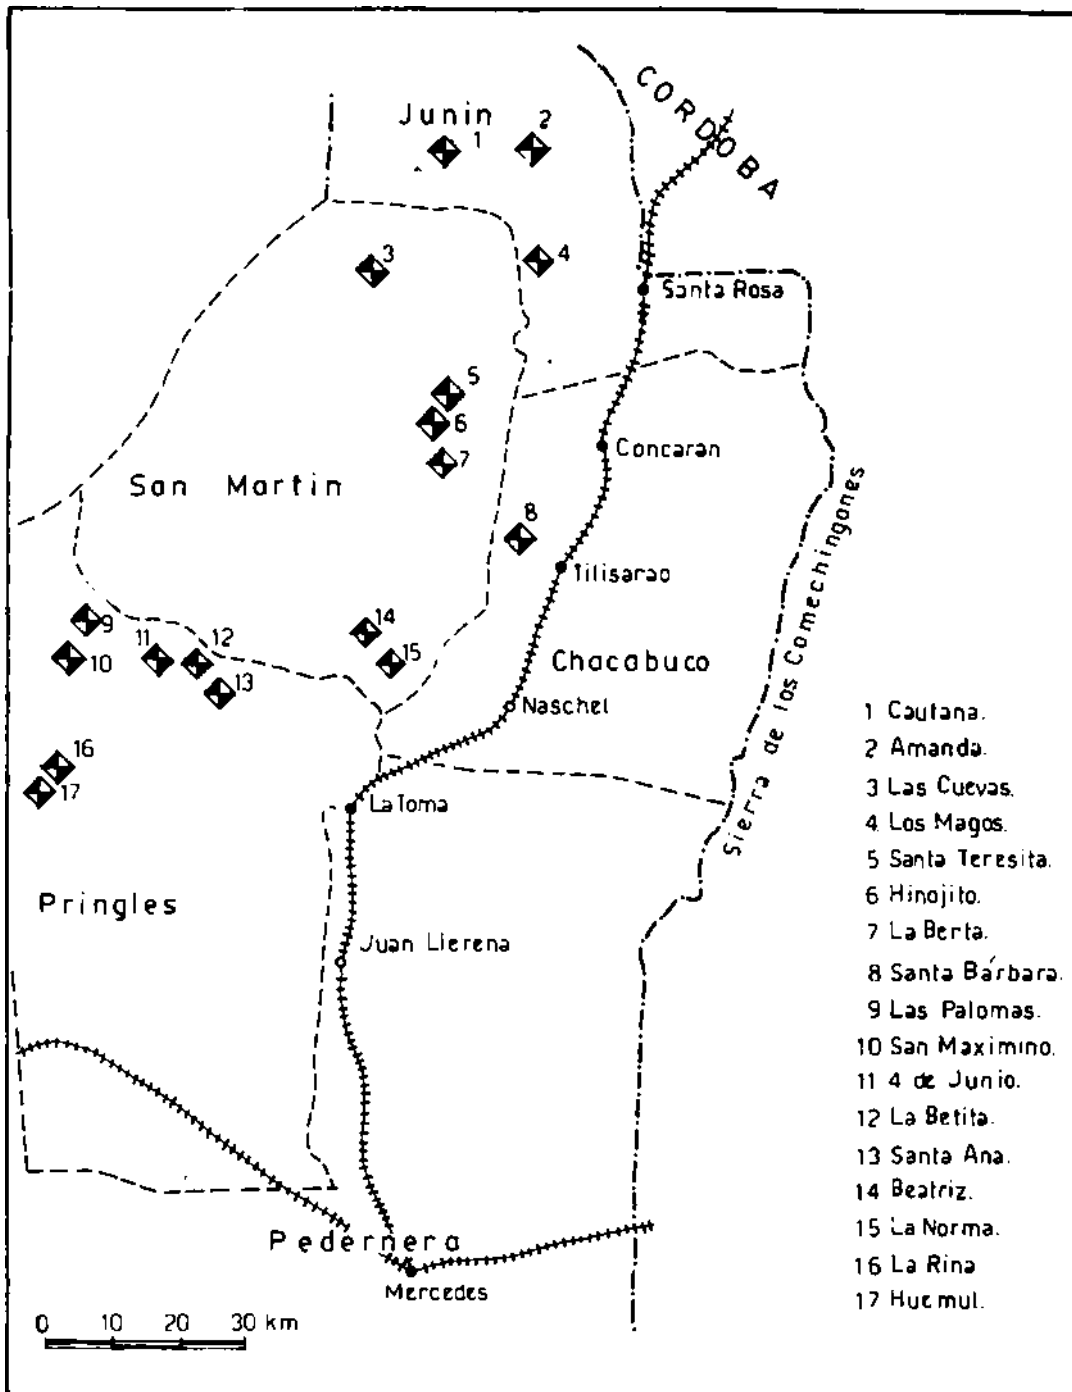 CORDOBA
Junin
1
2
3
4
Santa Rosa
5
6
7
Concaran
San Martin
8
Tilisarao
Sierra de los Comechingones
9
10
11
12
13
14
15
Chacabuco
Naschel
16
17
La Toma
Pringles
Juan Llerena
Pedernera
Mercedes
0 10 20 30 km
1 Cautana.
2 Amanda.
3 Las Cuevas.
4 Los Magos.
5 Santa Teresita.
6 Hinojito.
7 La Berta.
8 Santa Bárbara.
9 Las Palomas.
10 San Maximino.
11 4 de Junio.
12 La Betita.
13 Santa Ana.
14 Beatriz.
15 La Norma.
16 La Rina
17 Huemul.